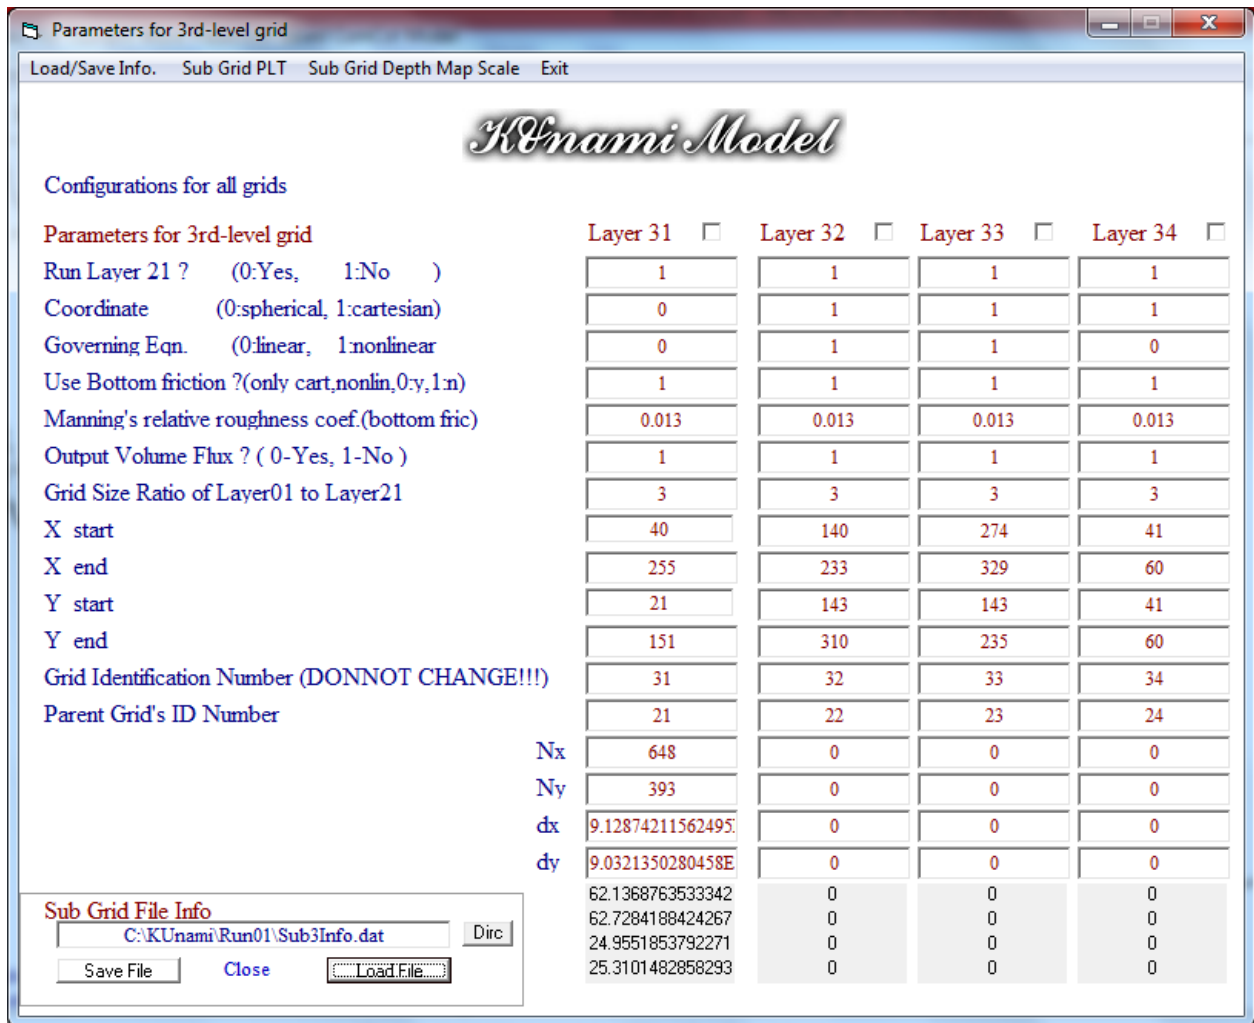 Parameters for 3rd-level grid
Load/Save Info. Sub Grid PLT Sub Grid Depth Map Scale Exit
KUnami Model
Configurations for all grids
Parameters for 3rd-level grid Layer 31 Layer 32 Layer 33 Layer 34
Run Layer 21 ? (0:Yes, 1:No ) 1 1 1 1
Coordinate (0:spherical, 1:cartesian) 0 1 1 1
Governing Eqn. (0:linear, 1:nonlinear 0 1 1 0
Use Bottom friction ?(only cart,nonlin,0:y,1:n) 1 1 1 1
Manning's relative roughness coef.(bottom fric) 0.013 0.013 0.013 0.013
Output Volume Flux ? ( 0-Yes, 1-No ) 1 1 1 1
Grid Size Ratio of Layer01 to Layer21 3 3 3 3
X start 40 140 274 41
X end 255 233 329 60
Y start 21 143 143 41
Y end 151 310 235 60
Grid Identification Number (DONNOT CHANGE!!!) 31 32 33 34
Parent Grid's ID Number 21 22 23 24
Nx 648 0 0 0
Ny 393 0 0 0
dx 9.12874211562495 0 0 0
dy 9.0321350280458E 0 0 0
62.1368763533342 0 0 0
62.7284188424267 0 0 0
24.9551853792271 0 0 0
25.3101482858293 0 0 0
Sub Grid File Info
C:\KUnami\Run01\Sub3Info.dat Dirc
Save File Close Load File